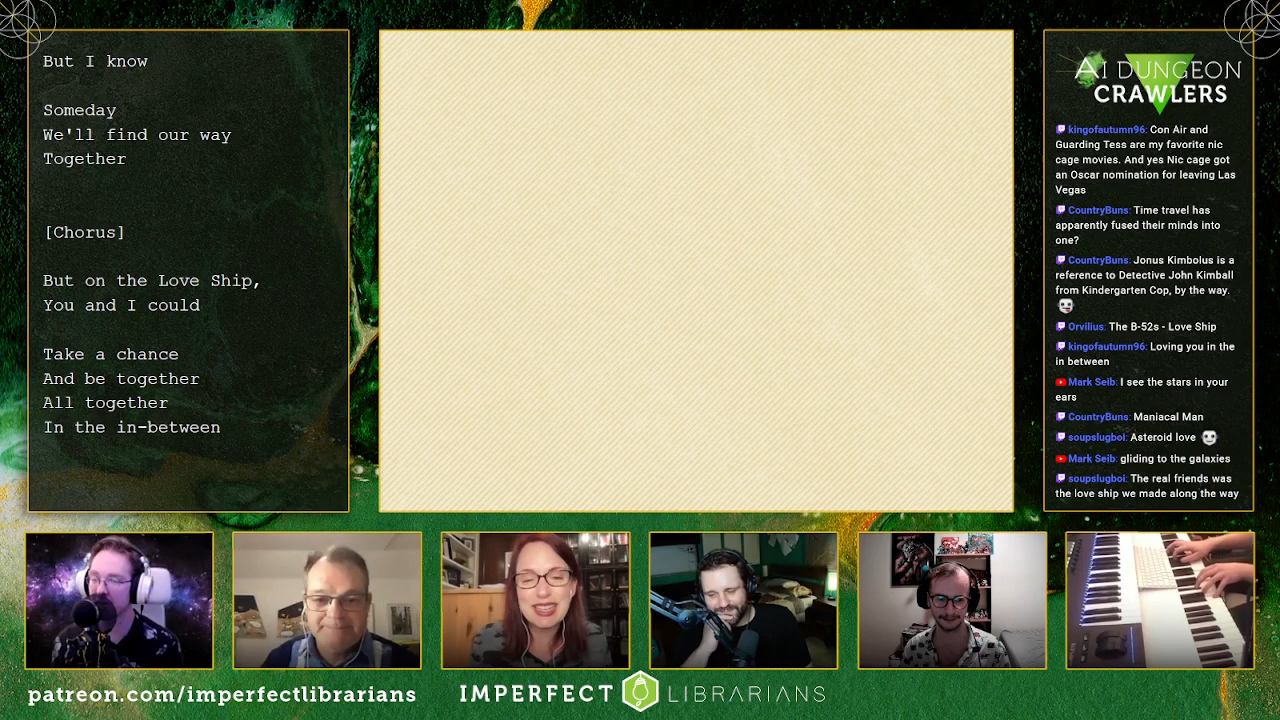 But I know
Someday
We'll find our way
Together
[Chorus]
But on the Love Ship,
You and I could
Take a chance
And be together
All together
In the in-between
AI DUNGEON
CRAWLERS
kingofautumn96: Con Air and
Guarding Tess are my favorite nic
cage movies. And yes Nic cage got
an Oscar nomination for leaving Las
Vegas
CountryBuns: Time travel has
apparently fused their minds into
one?
CountryBuns: Jonus Kimbolus is a
reference to Detective John Kimball
from Kindergarten Cop, by the way.
Orvilius: The B-52s - Love Ship
kingofautumn96: Loving you in the
in between
Mark Seib: I see the stars in your
ears
CountryBuns: Maniacal Man
soupslugboi: Asteroid love
Mark Seib: gliding to the galaxies
soupslugboi: The real friends was
the love ship we made along the way
patreon.com/imperfectlibrarians
IMPERFECT LIBRARIANS